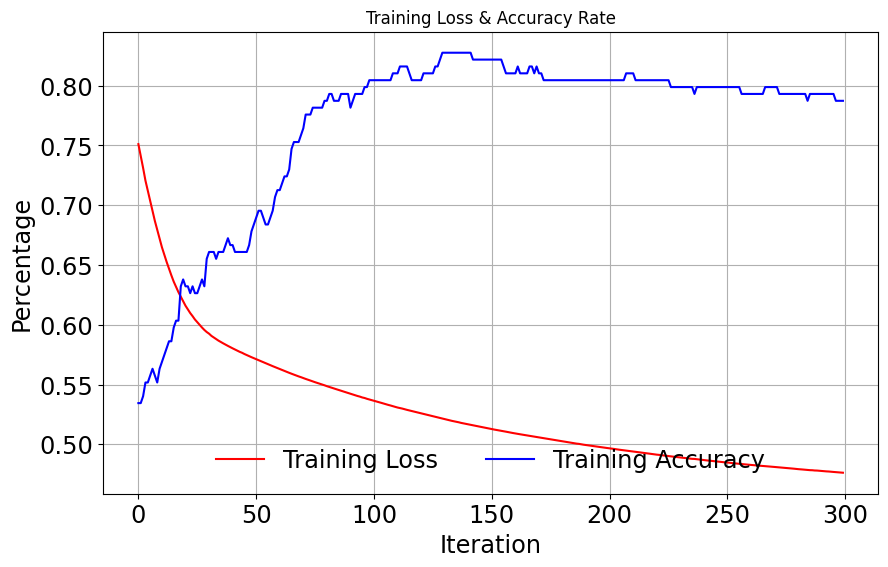 Training Loss & Accuracy Rate
Percentage
0.80
0.75
0.70
0.65
0.60
0.55
0.50
Training Loss
Training Accuracy
0 50 100 150 200 250 300
Iteration